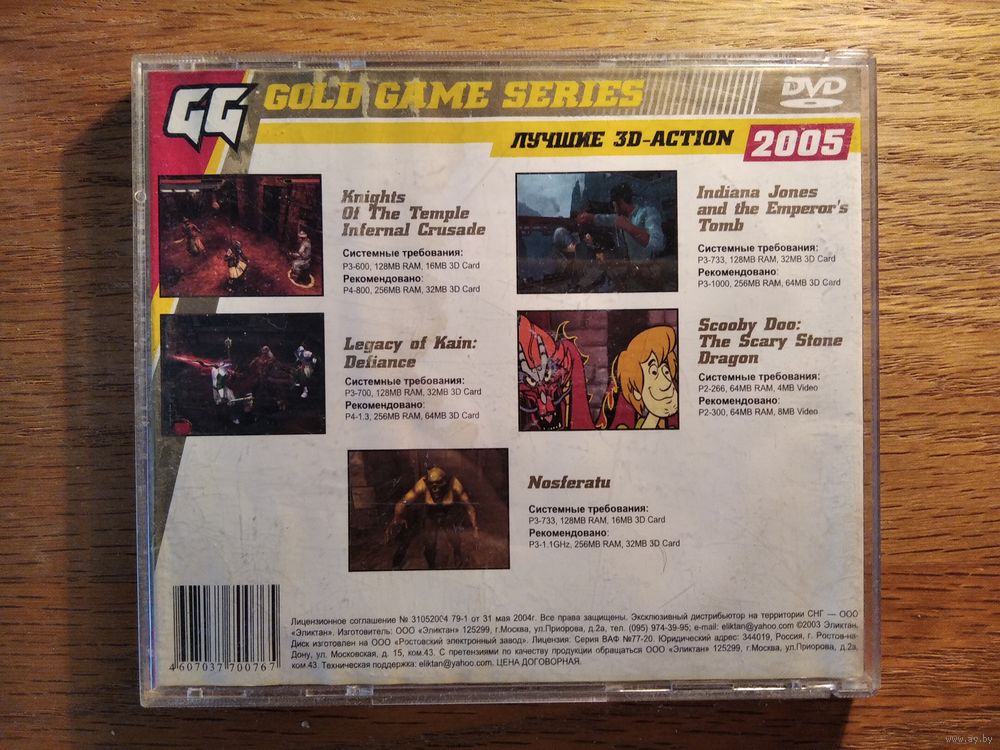 GG
GOLD GAME SERIES
DVD
ЛУЧШИЕ 3D-ACTION
2005
Knights
Of The Temple
Infernal Crusade
Системные требования:
P3-600, 128MB RAM, 16MB 3D Card
Рекомендовано:
P4-800, 256MB RAM, 32MB 3D Card
Indiana Jones
and the Emperor's
Tomb
Системные требования:
P3-733, 128MB RAM, 32MB 3D Card
Рекомендовано:
P3-1000, 256MB RAM, 64MB 3D Card
Legacy of Kain:
Defiance
Системные требования:
P3-700, 128MB RAM, 32MB 3D Card
Рекомендовано:
P4-1.3, 256MB RAM, 64MB 3D Card
Scooby Doo:
The Scary Stone
Dragon
Системные требования:
P2-266, 64MB RAM, 4MB Video
Рекомендовано:
P2-300, 64MB RAM, 8MB Video
Nosferatu
Системные требования:
P3-733, 128MB RAM, 16MB 3D Card
Рекомендовано:
P3-1.1GHz, 256MB RAM, 32MB 3D Card
Лицензионное соглашение № 31052004 79-1 от 31 мая 2004г. Все права защищены. Эксклюзивный дистрибьютор на территории СНГ — ООО
«Эликтан». Изготовитель: ООО «Эликтан» 125299, г.Москва, ул.Приорова, д.2а, тел. (095) 974-39-95; e-mail: eliktan@yahoo.com ©2003 Эликтан.
Диск изготовлен на ООО «Ростовский электронный завод». Лицензия: Серия ВАФ №77-20. Юридический адрес: 344019, Россия, г. Ростов-на-
Дону, ул. Московская, д. 15, ком.43. С претензиями по качеству продукции обращаться ООО «Эликтан» 125299, г.Москва, ул.Приорова, д.2а,
ком.43. Техническая поддержка: eliktan@yahoo.com. ЦЕНА ДОГОВОРНАЯ.
4 607037 700767
www.ay.by